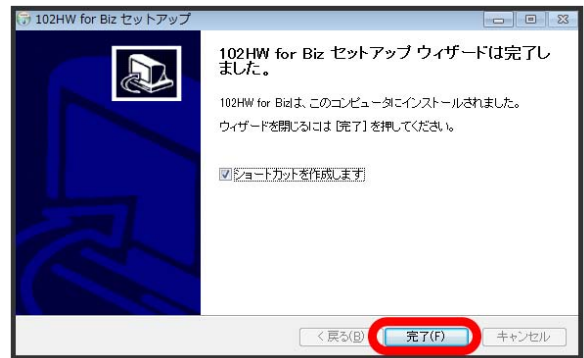 102HW for Biz セットアップ
102HW for Biz セットアップ ウィザードは完了し
ました。
102HW for Bizは、このコンピュータにインストールされました。
ウィザードを閉じるには [完了] を押してください。
ショートカットを作成します
< 戻る(B)
完了(F)
キャンセル